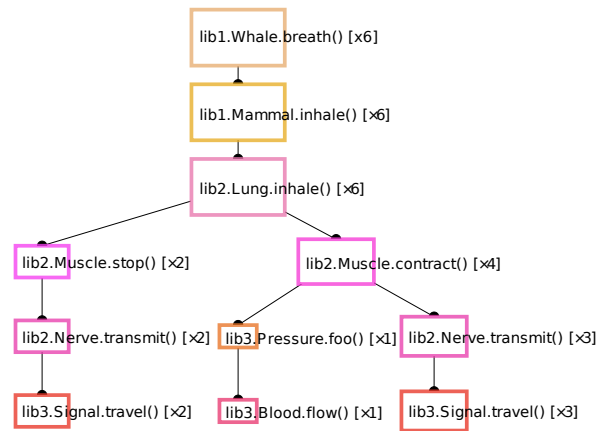 lib1.Whale.breath() [x6]
lib1.Mammal.inhale() [x6]
lib2.Lung.inhale() [x6]
lib2.Muscle.stop() [x2]
lib2.Muscle.contract() [x4]
lib2.Nerve.transmit() [x2]
lib3.Pressure.foo() [x1]
lib2.Nerve.transmit() [x3]
lib3.Signal.travel() [x2]
lib3.Blood.flow() [x1]
lib3.Signal.travel() [x3]